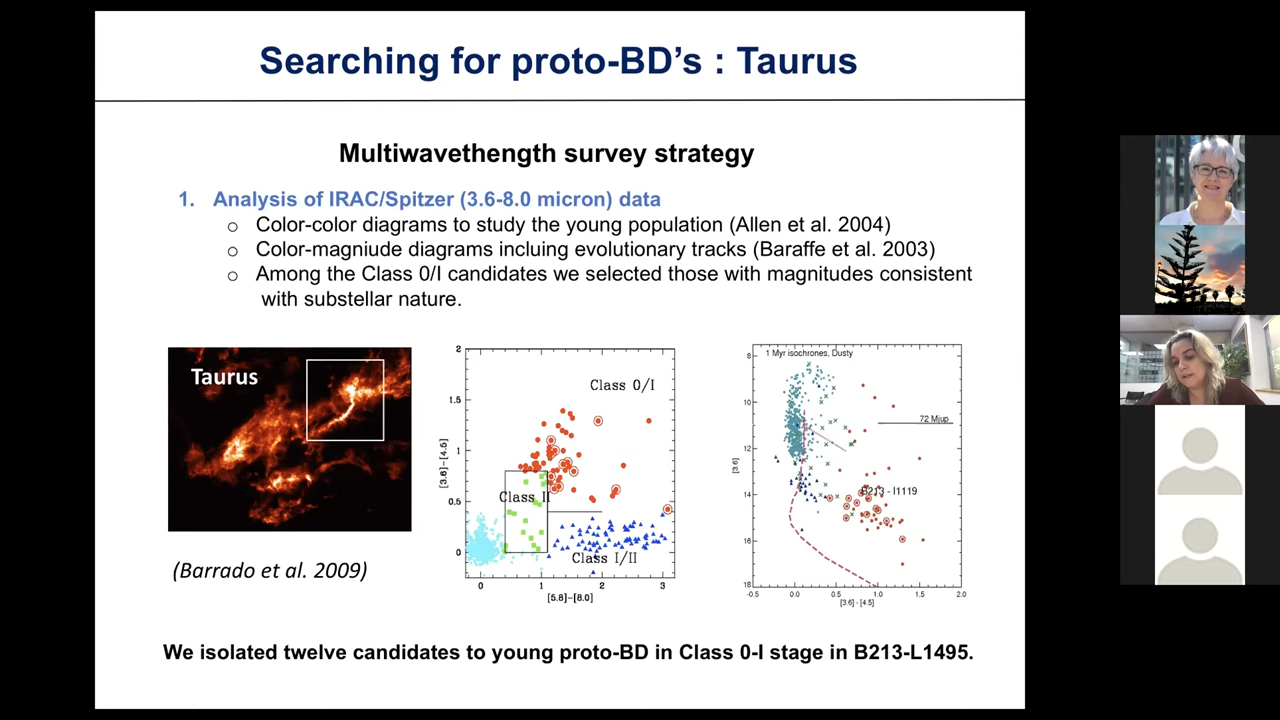 Searching for proto-BD's : Taurus
Multiwavethength survey strategy
1. Analysis of IRAC/Spitzer (3.6-8.0 micron) data
o Color-color diagrams to study the young population (Allen et al. 2004)
o Color-magniude diagrams incluing evolutionary tracks (Baraffe et al. 2003)
o Among the Class 0/I candidates we selected those with magnitudes consistent
with substellar nature.
Taurus
(Barrado et al. 2009)
2
1.5
1
0.5
0
[3.6]-[4.5]
Class 0/I
Class II
Class I/II
0 1 2 3
[5.8]-[8.0]
1 Myr isochrones, Dusty
72 Mjup
B213 - l1119
8
10
12
14
16
18
[3.6]
-0.5 0.0 0.5 1.0 1.5 2.0
[3.6] - [4.5]
We isolated twelve candidates to young proto-BD in Class 0-I stage in B213-L1495.